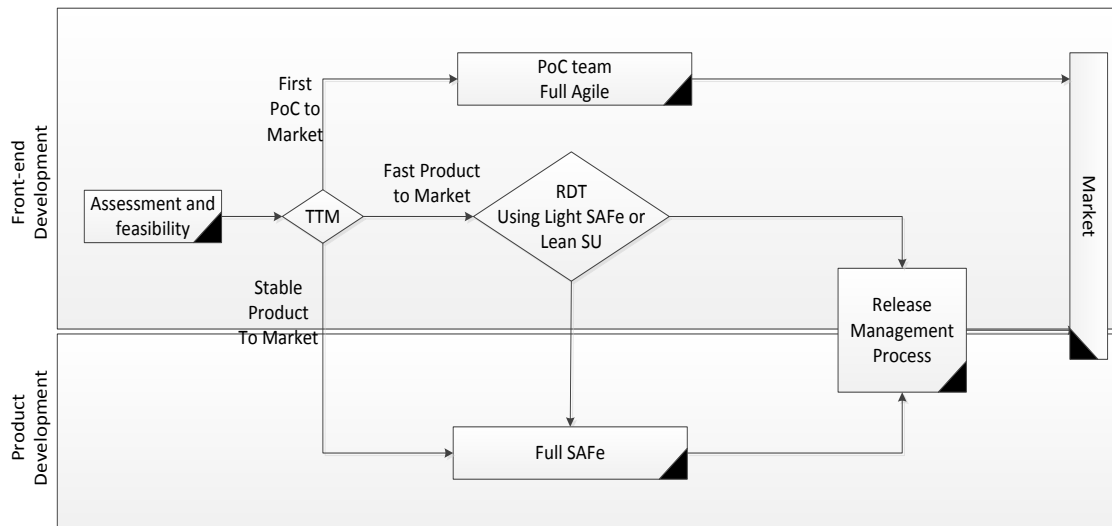 Front-end
Development
Assessment and
feasibility
TTM
First
PoC to
Market
PoC team
Full Agile
Fast Product
to Market
RDT
Using Light SAFe or
Lean SU
Stable
Product
To Market
Release
Management
Process
Market
Product
Development
Full SAFe